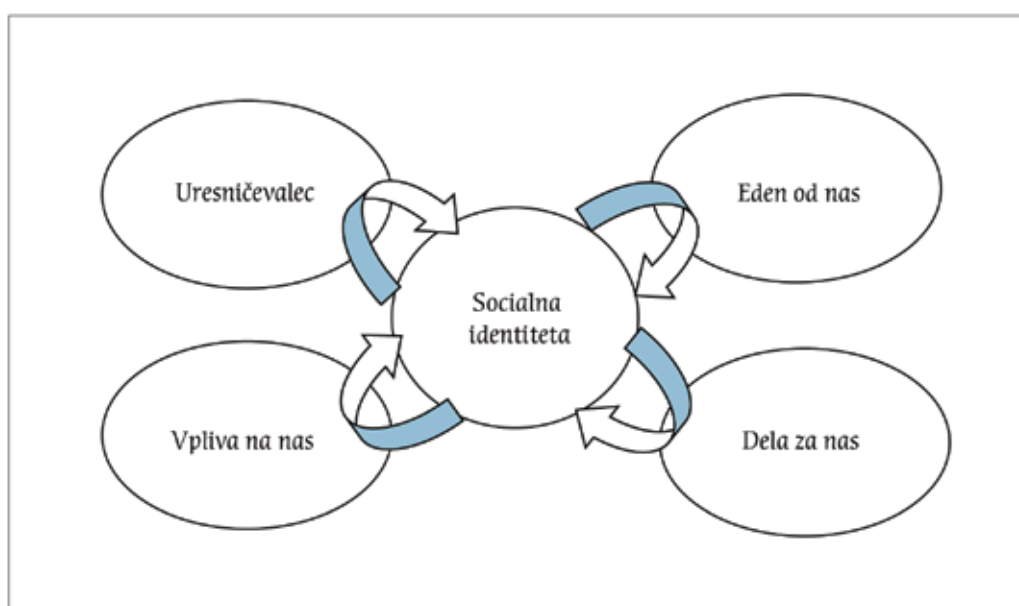 Uresničevalec
Eden od nas
Socialna
identiteta
Vpliva na nas
Dela za nas